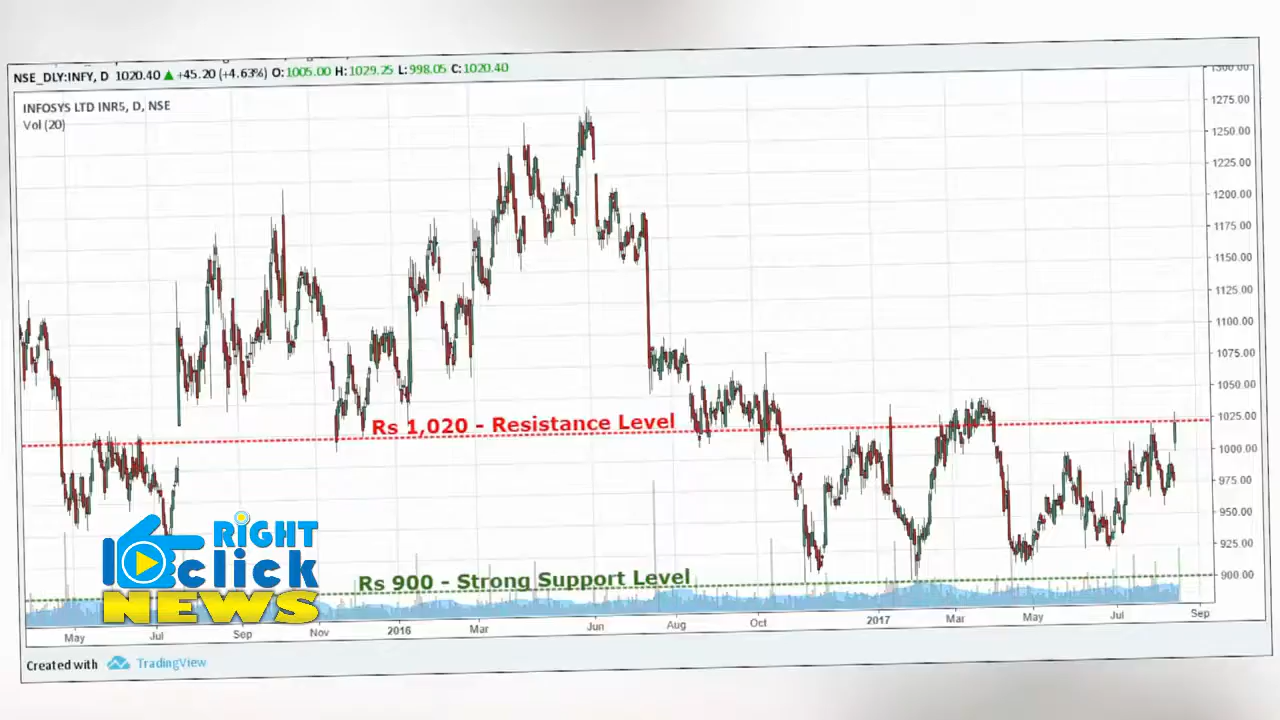 NSE_DLY:INFY, D 1020.40 ▲ +45.20 (+4.63%) O:1005.00 H:1029.25 L:998.05 C:1020.40
INFOSYS LTD INR5, D, NSE
Vol (20)
1300.00
1275.00
1250.00
1225.00
1200.00
1175.00
1150.00
1125.00
1100.00
1075.00
1050.00
1025.00
1000.00
975.00
950.00
925.00
900.00
Rs 1,020 - Resistance Level
Rs 900 - Strong Support Level
RIGHT
click
NEWS
May Jul Sep Nov 2016 Mar Jun Aug Oct 2017 Mar May Jul Sep
Created with TradingView